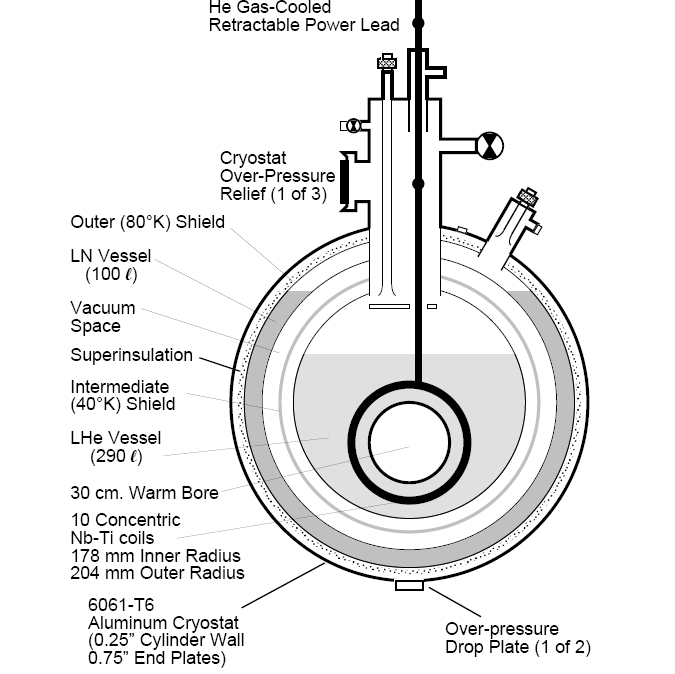 He Gas-Cooled
Retractable Power Lead
Cryostat
Over-Pressure
Relief (1 of 3)
Outer (80°K) Shield
LN Vessel
(100 ℓ)
Vacuum
Space
Superinsulation
Intermediate
(40°K) Shield
LHe Vessel
(290 ℓ)
30 cm. Warm Bore
10 Concentric
Nb-Ti coils
178 mm Inner Radius
204 mm Outer Radius
6061-T6
Aluminum Cryostat
(0.25” Cylinder Wall
0.75” End Plates)
Over-pressure
Drop Plate (1 of 2)